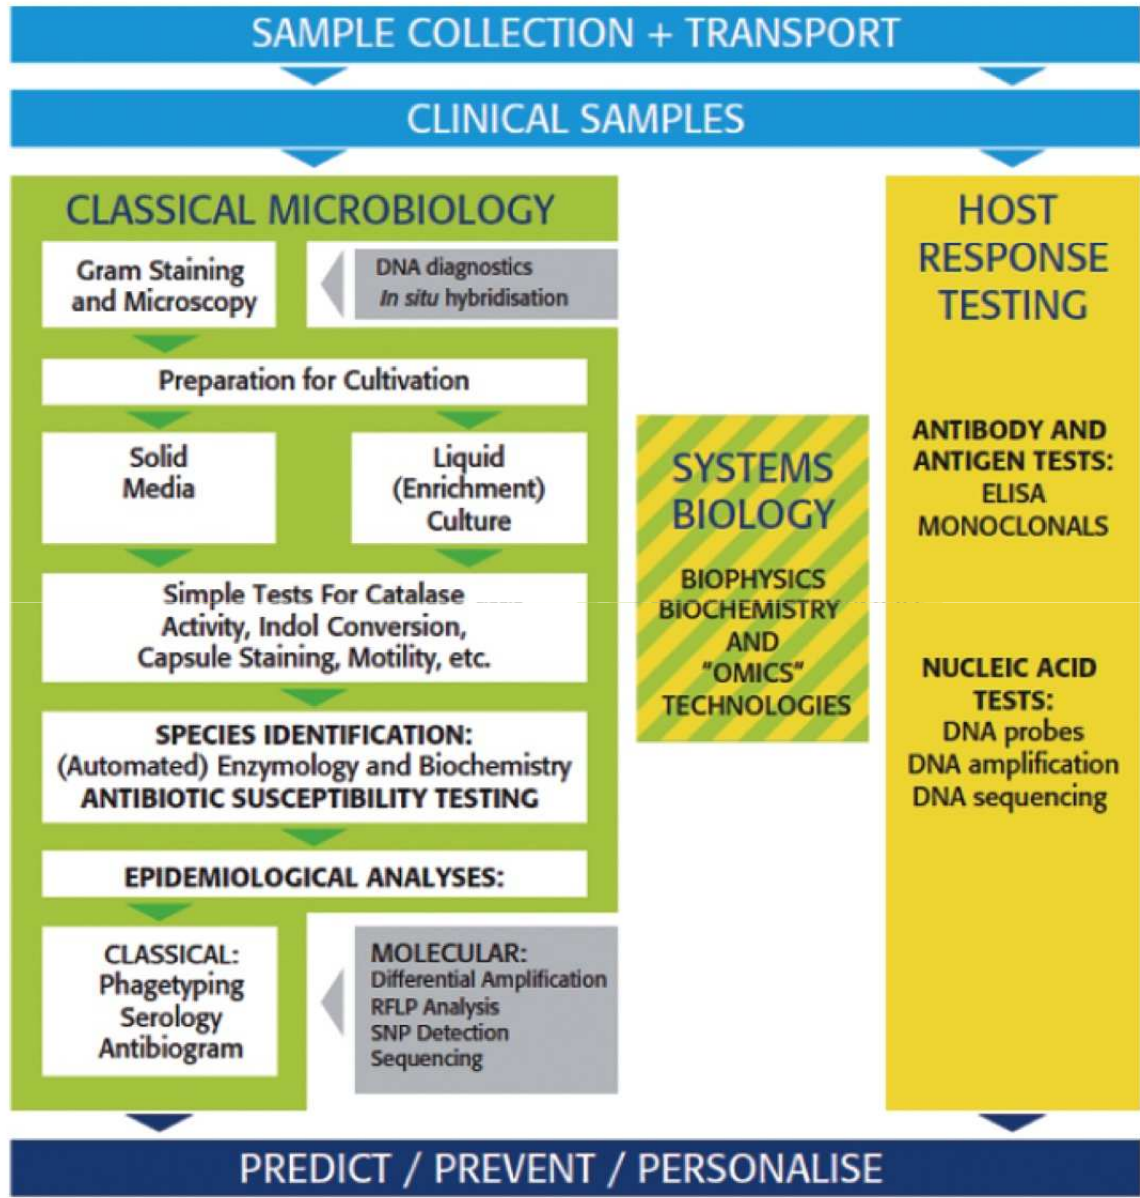 SAMPLE COLLECTION + TRANSPORT
CLINICAL SAMPLES
CLASSICAL MICROBIOLOGY
Gram Staining
and Microscopy
DNA diagnostics
In situ hybridisation
Preparation for Cultivation
Solid
Media
Liquid
(Enrichment)
Culture
Simple Tests For Catalase
Activity, Indol Conversion,
Capsule Staining, Motility, etc.
SPECIES IDENTIFICATION:
(Automated) Enzymology and Biochemistry
ANTIBIOTIC SUSCEPTIBILITY TESTING
EPIDEMIOLOGICAL ANALYSES:
CLASSICAL:
Phagetyping
Serology
Antibiogram
MOLECULAR:
Differential Amplification
RFLP Analysis
SNP Detection
Sequencing
SYSTEMS
BIOLOGY
BIOPHYSICS
BIOCHEMISTRY
AND
"OMICS"
TECHNOLOGIES
HOST
RESPONSE
TESTING
ANTIBODY AND
ANTIGEN TESTS:
ELISA
MONOCLONALS
NUCLEIC ACID
TESTS:
DNA probes
DNA amplification
DNA sequencing
PREDICT / PREVENT / PERSONALISE